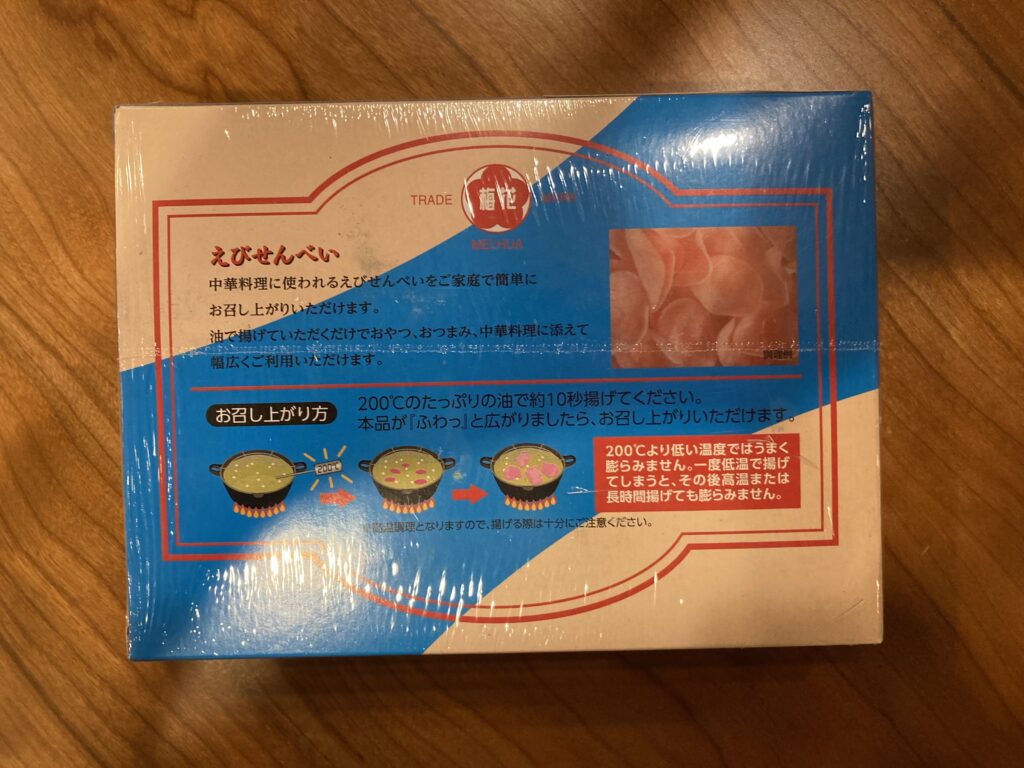 TRADE MARK
梅花
MEIHUA
えびせんべい
中華料理に使われるえびせんべいをご家庭で簡単に
お召し上がりいただけます。
油で揚げていただくだけでおやつ、おつまみ、中華料理に添えて
幅広くご利用いただけます。
調理例
お召し上がり方
200℃のたっぷりの油で約10秒揚げてください。
本品が『ふわっ』と広がりましたら、お召し上がりいただけます。
200℃
200℃より低い温度ではうまく
膨らみません。一度低温で揚げ
てしまうと、その後高温または
長時間揚げても膨らみません。
高温調理となりますので、揚げる際は十分にご注意ください。